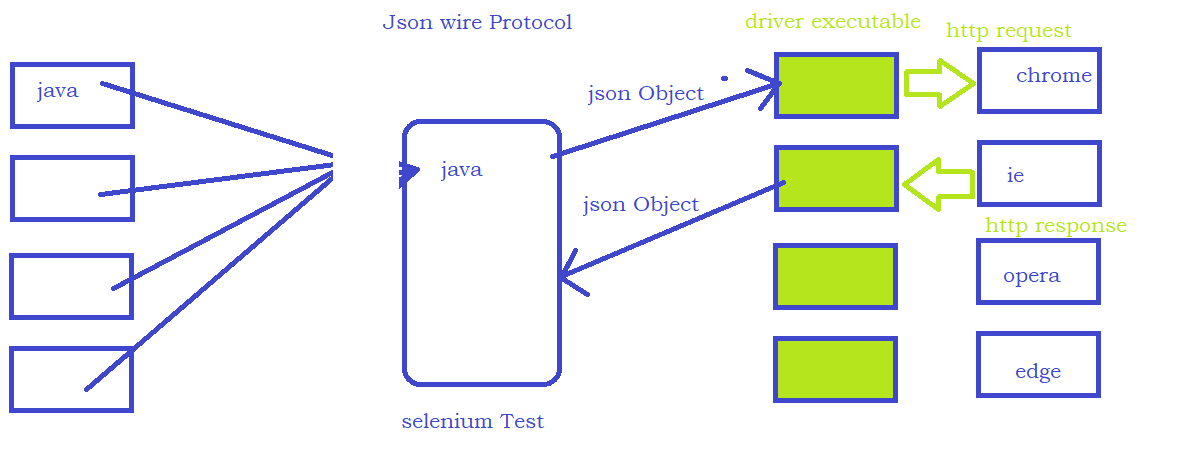 Json wire Protocol
driver executable
http request
java
json Object
chrome
java
json Object
ie
http response
opera
edge
selenium Test